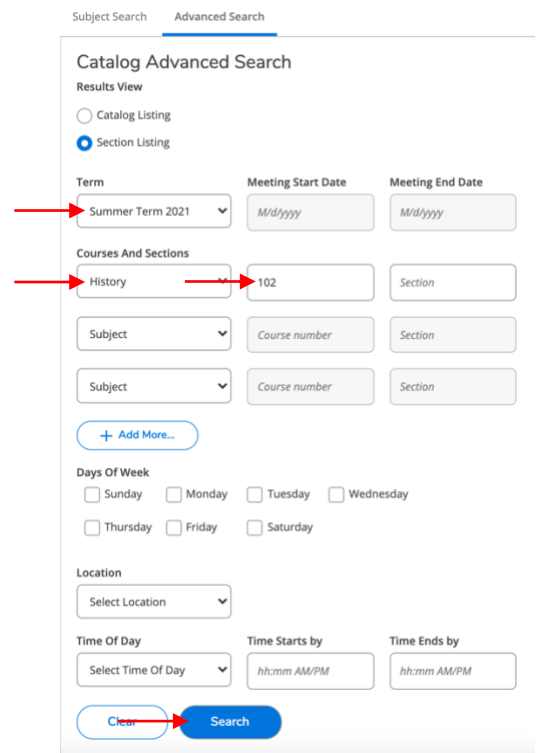 Subject Search Advanced Search
Catalog Advanced Search
Results View
Catalog Listing
Section Listing
Term Meeting Start Date Meeting End Date
Summer Term 2021 M/d/yyyy M/d/yyyy
Courses And Sections
History 102 Section
Subject Course number Section
Subject Course number Section
+ Add More...
Days Of Week
Sunday Monday Tuesday Wednesday
Thursday Friday Saturday
Location
Select Location
Time Of Day Time Starts by Time Ends by
Select Time Of Day hh:mm AM/PM hh:mm AM/PM
Clear Search